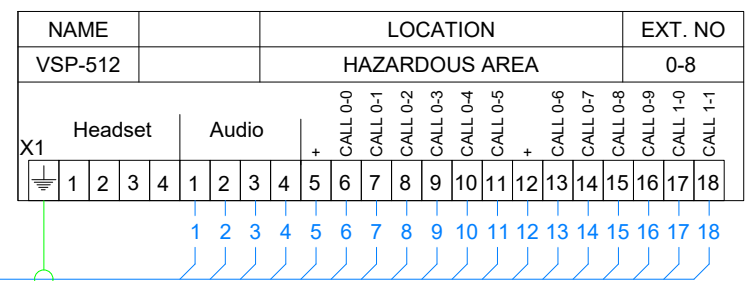 NAME LOCATION EXT. NO
VSP-512 HAZARDOUS AREA 0-8
X1 Headset Audio + CALL 0-0 CALL 0-1 CALL 0-2 CALL 0-3 CALL 0-4 CALL 0-5 + CALL 0-6 CALL 0-7 CALL 0-8 CALL 0-9 CALL 1-0 CALL 1-1
1 2 3 4 1 2 3 4 5 6 7 8 9 10 11 12 13 14 15 16 17 18
1 2 3 4 5 6 7 8 9 10 11 12 13 14 15 16 17 18